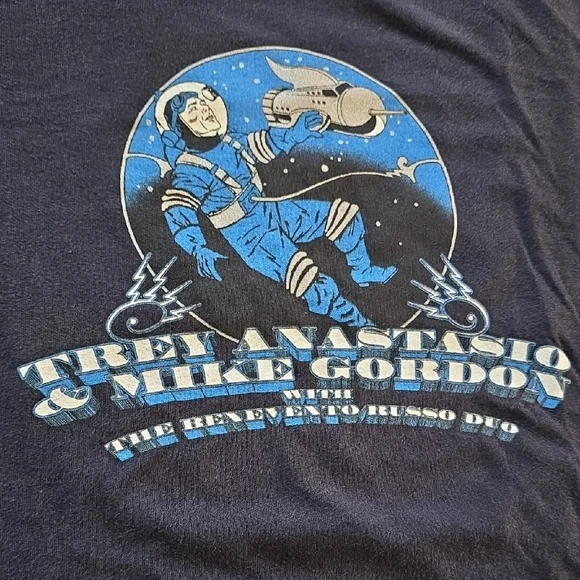 TREY ANASTASIO
& MIKE GORDON
WITH
THE BENEVENTO/RUSSO DUO